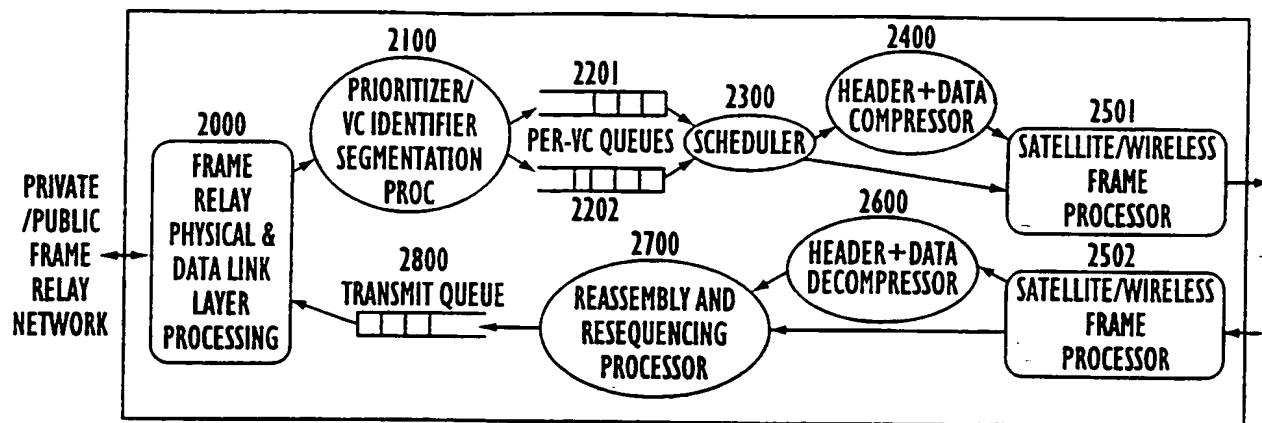 PRIVATE
/PUBLIC
FRAME
RELAY
NETWORK
2000
FRAME
RELAY
PHYSICAL &
DATA LINK
LAYER
PROCESSING
2100
PRIORITIZER/
VC IDENTIFIER
SEGMENTATION
PROC
2201
PER-VC QUEUES
2202
2300
SCHEDULER
2400
HEADER+DATA
COMPRESSOR
2501
SATELLITE/WIRELESS
FRAME
PROCESSOR
2502
SATELLITE/WIRELESS
FRAME
PROCESSOR
2600
HEADER+DATA
DECOMPRESSOR
2700
REASSEMBLY AND
RESEQUENCING
PROCESSOR
2800
TRANSMIT QUEUE